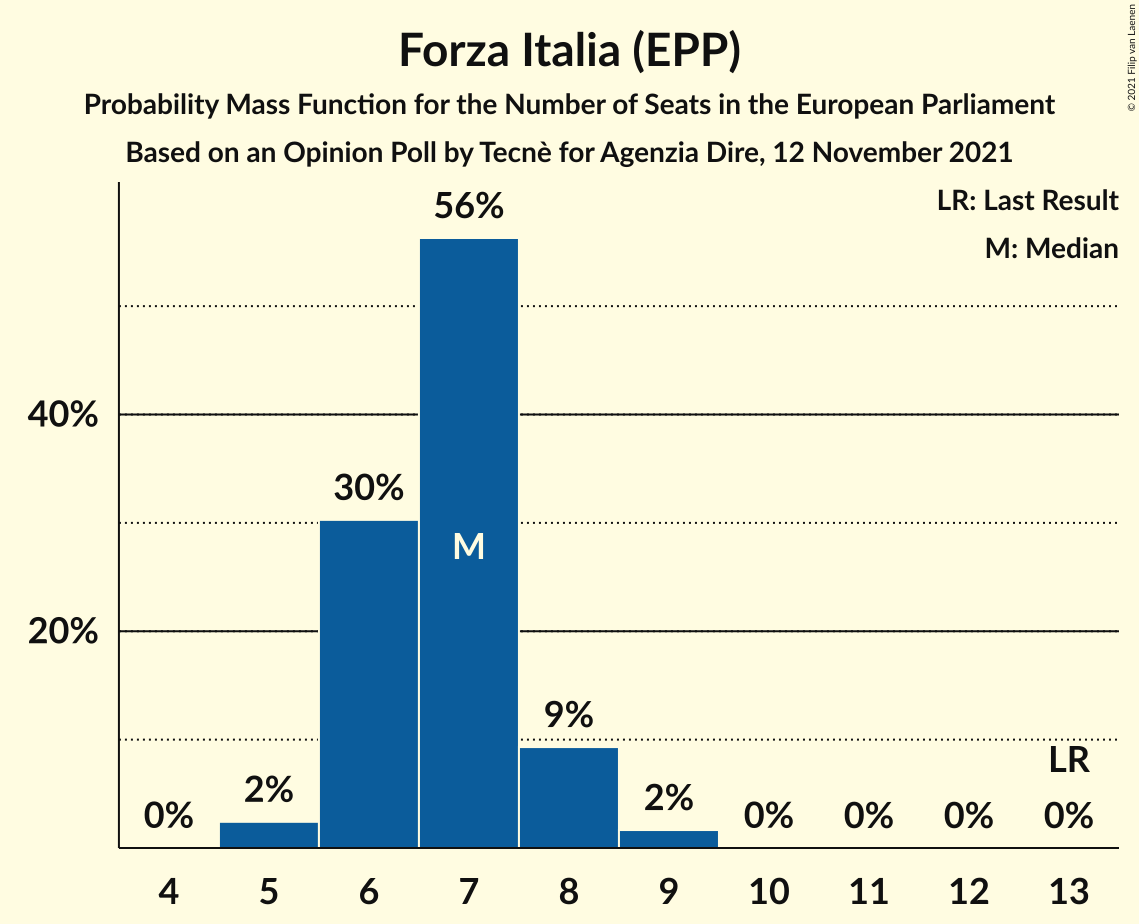 Forza Italia (EPP)
Probability Mass Function for the Number of Seats in the European Parliament
Based on an Opinion Poll by Tecnè for Agenzia Dire, 12 November 2021
© 2021 Filip van Laenen
LR: Last Result
M: Median
56%
40%
30%
M
20%
9%
LR
2%
2%
0%
0%
0%
0%
0%
4 5 6 7 8 9 10 11 12 13